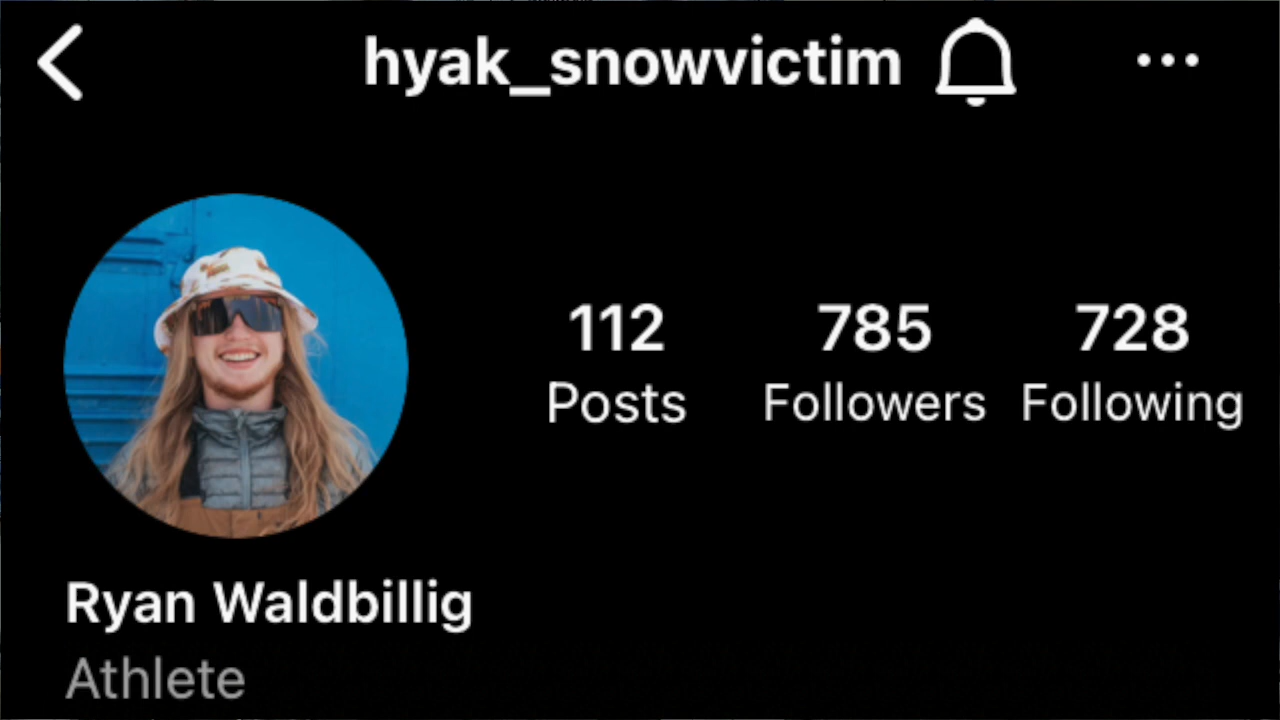 hyak_snowvictim
112 785 728
Posts Followers Following
Ryan Waldbillig
Athlete